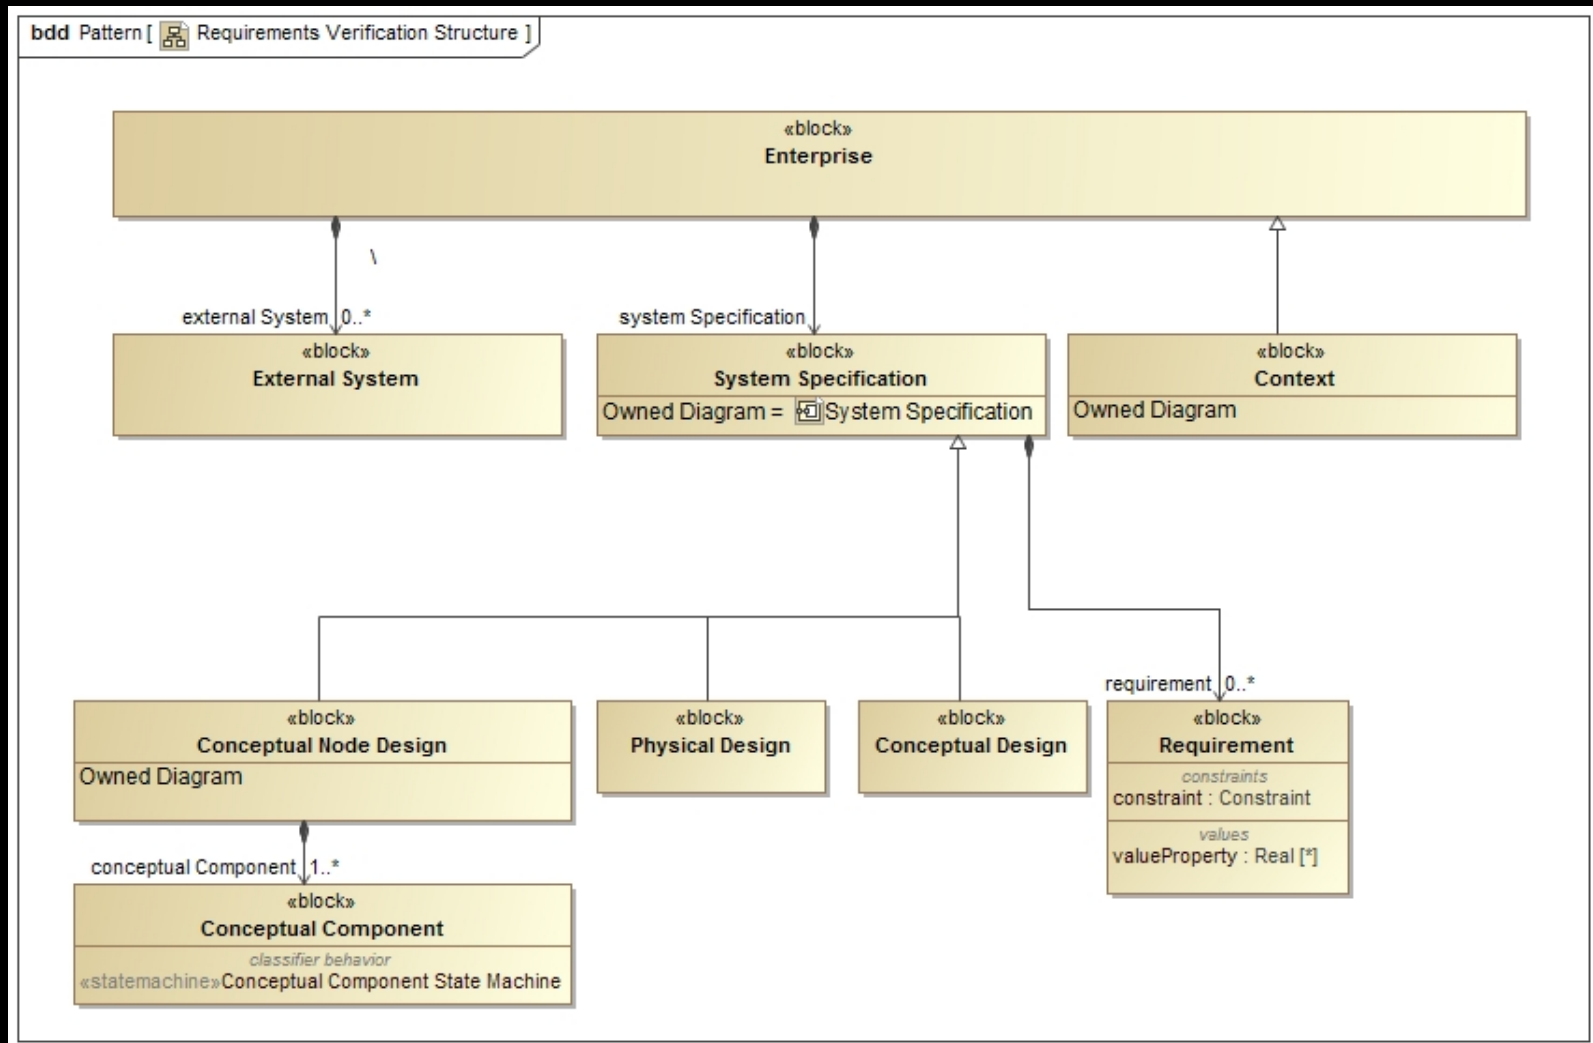 bdd Pattern [ Requirements Verification Structure ]
«block»
Enterprise
\
external System 0..*
system Specification
«block»
External System
«block»
System Specification
Owned Diagram = System Specification
«block»
Context
Owned Diagram
requirement 0..*
«block»
Conceptual Node Design
Owned Diagram
«block»
Physical Design
«block»
Conceptual Design
«block»
Requirement
constraints
constraint : Constraint
values
valueProperty : Real [*]
conceptual Component 1..*
«block»
Conceptual Component
classifier behavior
«statemachine»Conceptual Component State Machine